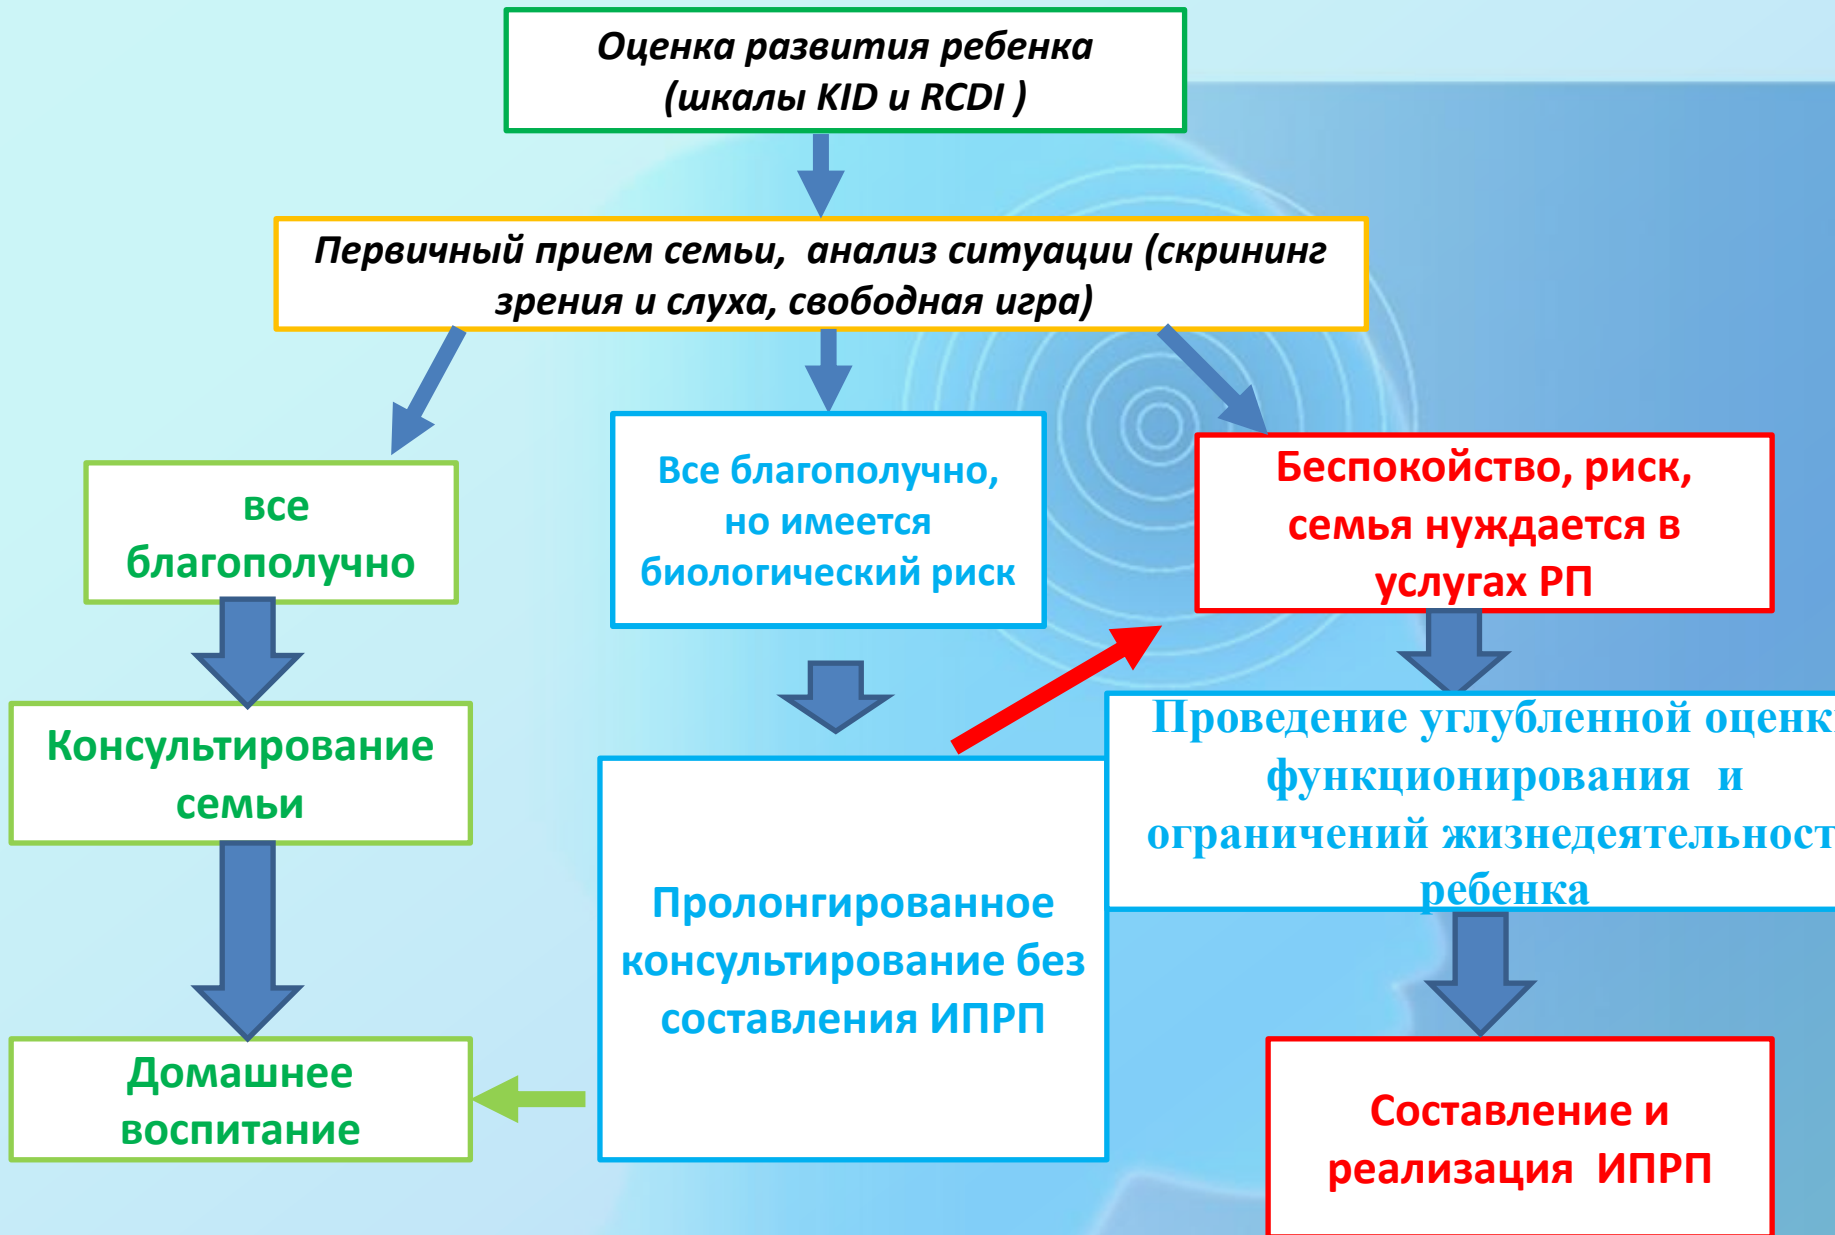 Оценка развития ребенка
(шкалы KID и RCDI )
Первичный прием семьи, анализ ситуации (скрининг
зрения и слуха, свободная игра)
все
благополучно
Все благополучно,
но имеется
биологический риск
Беспокойство, риск,
семья нуждается в
услугах РП
Консультирование
семьи
Проведение углубленной оценк
функционирования и
ограничений жизнедеятельност
ребенка
Пролонгированное
консультирование без
составления ИПРП
Домашнее
воспитание
Составление и
реализация ИПРП